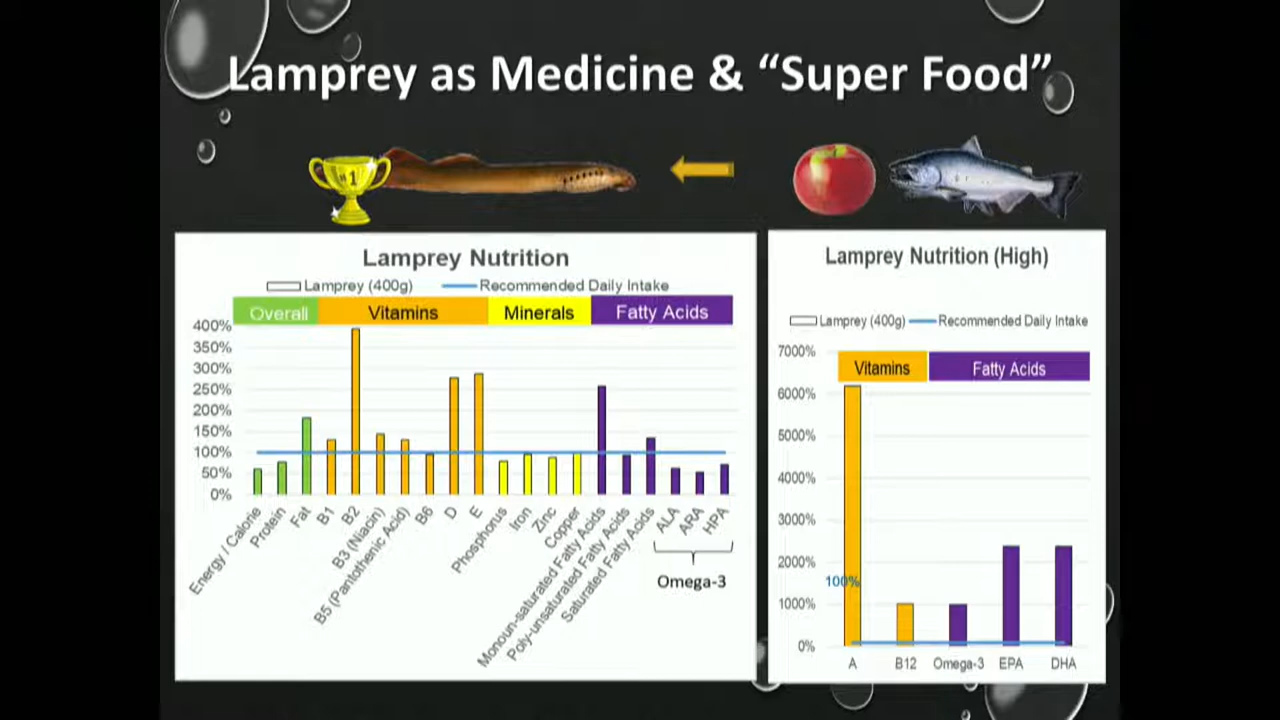 Lamprey as Medicine & “Super Food”
#1
Lamprey Nutrition
Lamprey (400g) Recommended Daily Intake
Overall Vitamins Minerals Fatty Acids
400%
350%
300%
250%
200%
150%
100%
50%
0%
Energy / Calorie
Protein
Fat
B1
B2
B3 (Niacin)
B5 (Pantothenic Acid)
B6
D
E
Phosphorus
Iron
Zinc
Copper
Monoun-saturated Fatty Acids
Poly-unsaturated Fatty Acids
Saturated Fatty Acids
ALA
ARA
HPA
Omega-3
Lamprey Nutrition (High)
Lamprey (400g) Recommended Daily Intake
7000%
Vitamins Fatty Acids
6000%
5000%
4000%
3000%
2000%
100%
1000%
0%
A B12 Omega-3 EPA DHA